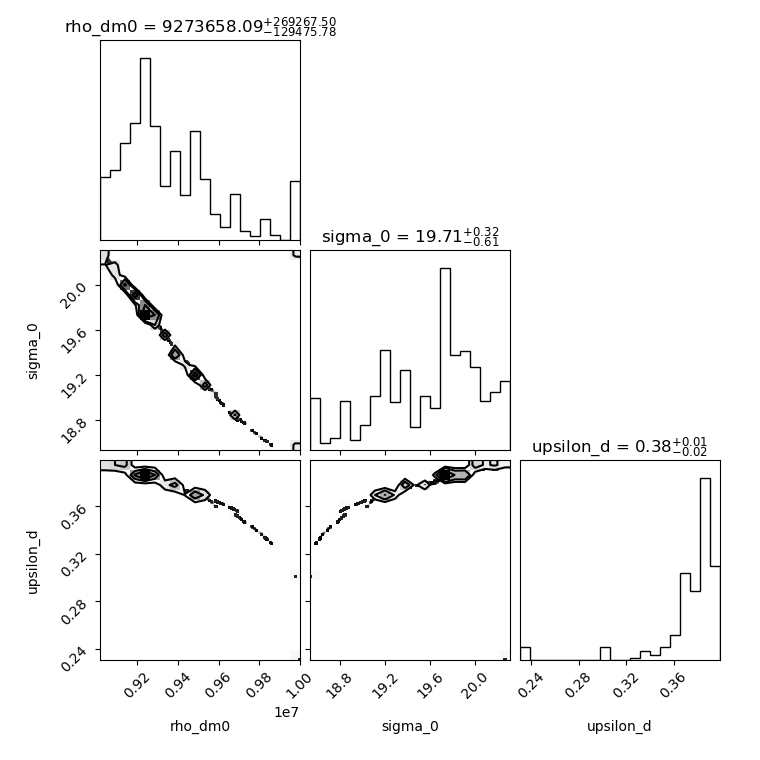 rho_dm0 = 9273658.09+269267.50−129475.78
sigma_0 = 19.71+0.32−0.61
20.0
19.6
19.2
18.8
sigma_0
upsilon_d = 0.38+0.01−0.02
0.36
0.32
0.28
0.24
upsilon_d
0.92 0.94 0.96 0.98 1.00 18.8 19.2 19.6 20.0 0.24 0.28 0.32 0.36
1e7
rho_dm0 sigma_0 upsilon_d